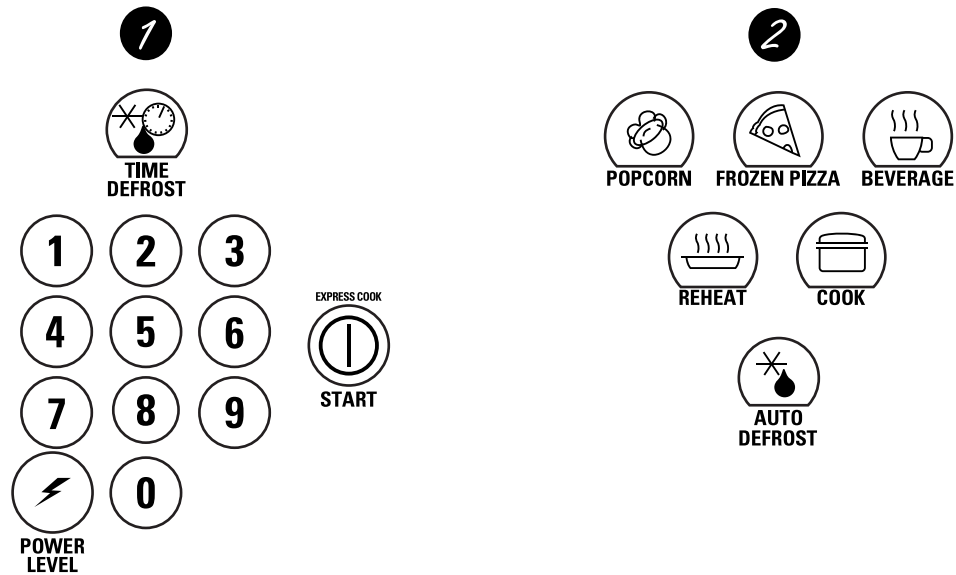 1
TIME
DEFROST
1 2 3
4 5 6
7 8 9
0
POWER
LEVEL
EXPRESS COOK
START
2
POPCORN
FROZEN PIZZA
BEVERAGE
REHEAT
COOK
AUTO
DEFROST